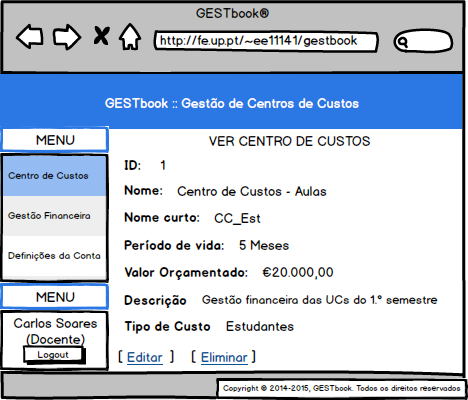 GESTbook®
http://fe.up.pt/~ee11141/gestbook
GESTbook :: Gestão de Centros de Custos
MENU
Centro de Custos
Gestão Financeira
Definições da Conta
MENU
Carlos Soares
(Docente)
Logout
VER CENTRO DE CUSTOS
ID: 1
Nome: Centro de Custos - Aulas
Nome curto: CC_Est
Período de vida: 5 Meses
Valor Orçamentado: €20.000,00
Descrição Gestão financeira das UCs do 1.º semestre
Tipo de Custo Estudantes
[ Editar ] [ Eliminar ]
Copyright © 2014-2015, GESTbook. Todos os direitos reservados